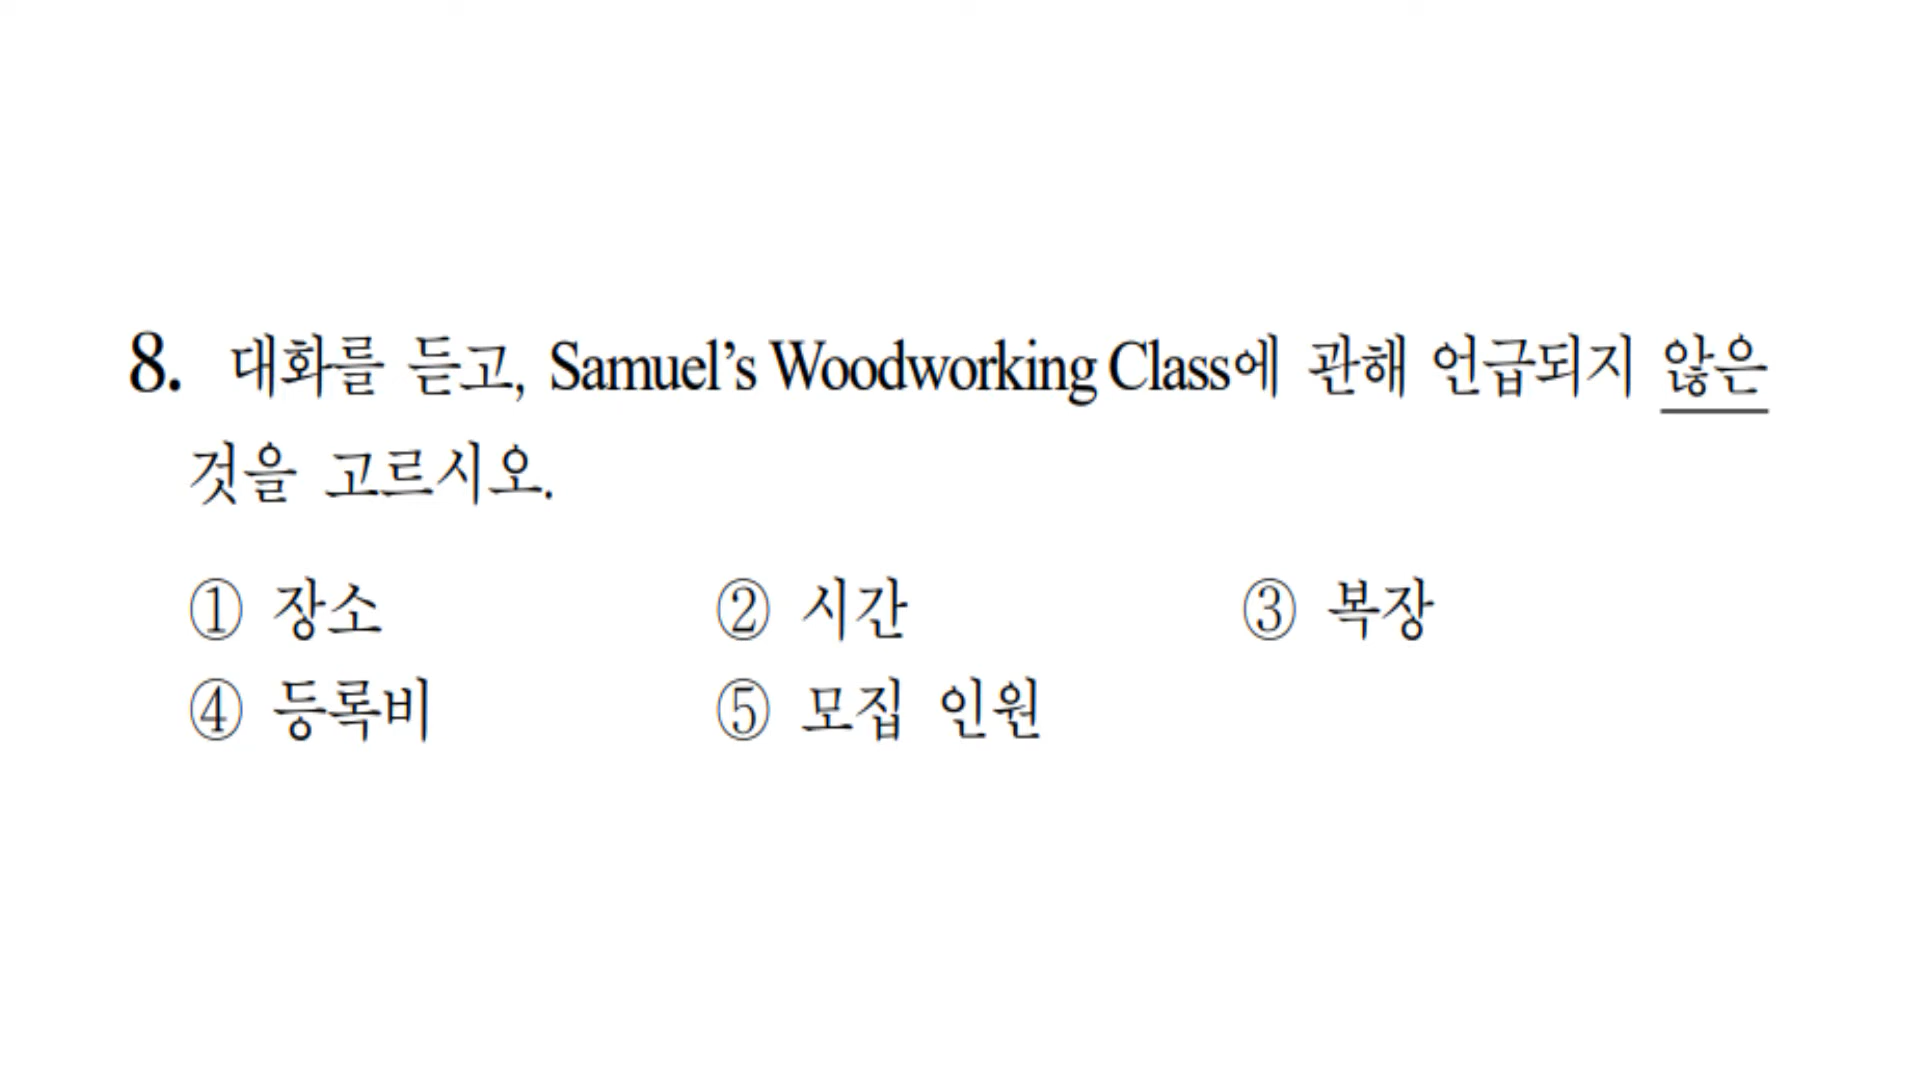 8. 대화를 듣고, Samuel’s Woodworking Class에 관해 언급되지 않은
것을 고르시오.
① 장소 ② 시간 ③ 복장
④ 등록비 ⑤ 모집 인원